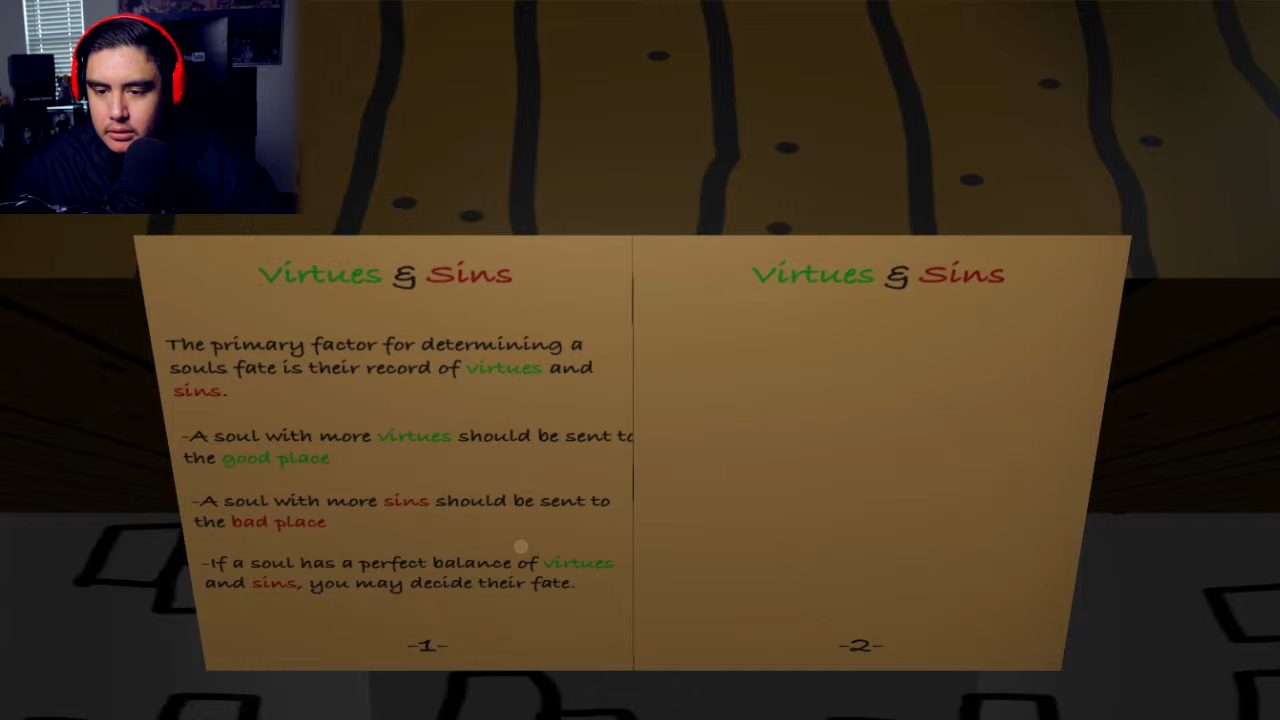 YouTube
Virtues & Sins
The primary factor for determining a
souls fate is their record of virtues and
sins.
-A soul with more virtues should be sent to
the good place
-A soul with more sins should be sent to
the bad place
-If a soul has a perfect balance of virtues
and sins, you may decide their fate.
-1-
Virtues & Sins
-2-